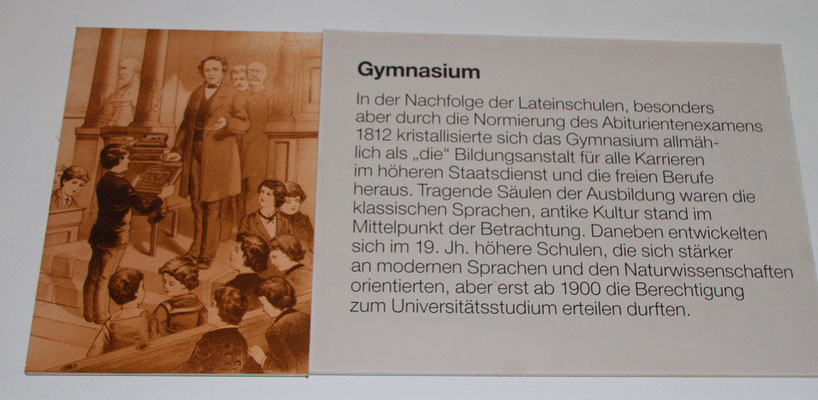 Gymnasium
In der Nachfolge der Lateinschulen, besonders
aber durch die Normierung des Abiturientenexamens
1812 kristallisierte sich das Gymnasium allmäh-
lich als „die“ Bildungsanstalt für alle Karrieren
im höheren Staatsdienst und die freien Berufe
heraus. Tragende Säulen der Ausbildung waren die
klassischen Sprachen, antike Kultur stand im
Mittelpunkt der Betrachtung. Daneben entwickelten
sich im 19. Jh. höhere Schulen, die sich stärker
an modernen Sprachen und den Naturwissenschaften
orientierten, aber erst ab 1900 die Berechtigung
zum Universitätsstudium erteilen durften.